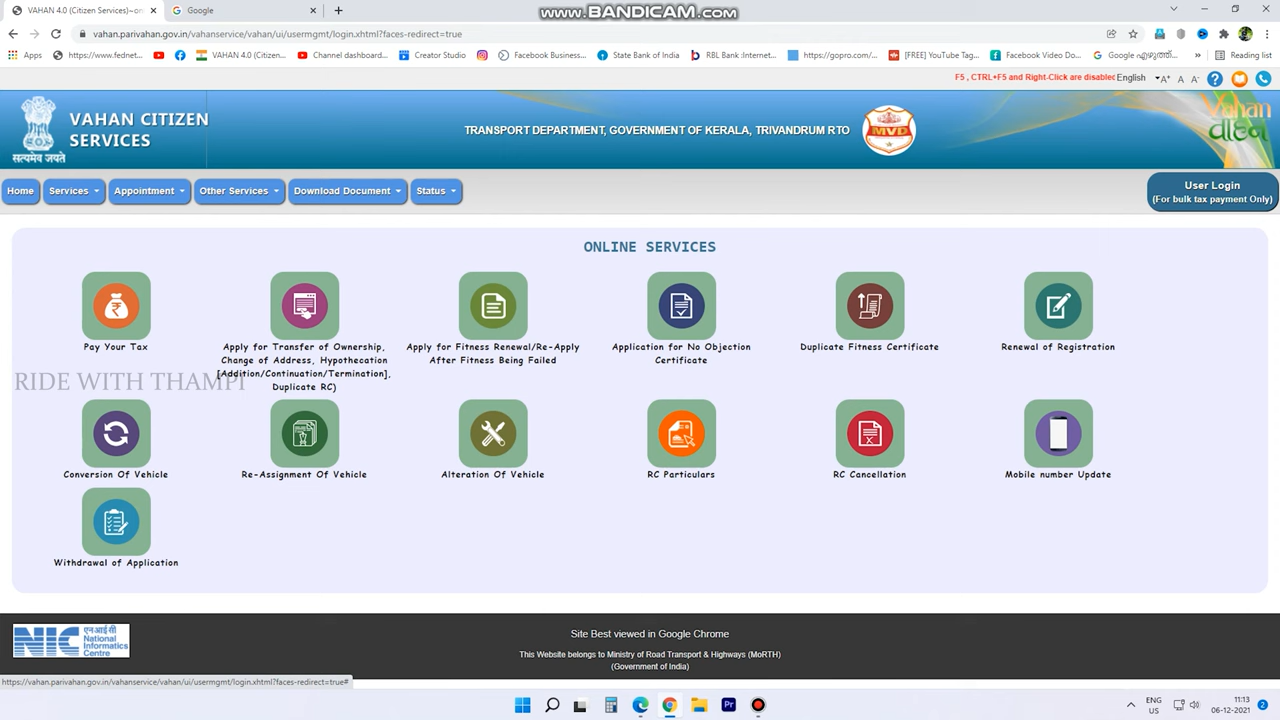 WWW.BANDICAM.COM
VAHAN 4.0 (Citizen Services)~on
Google
vahan.parivahan.gov.in/vahanservice/vahan/ui/usermgmt/login.xhtml?faces-redirect=true
Apps
https://www.fednet...
VAHAN 4.0 (Citizen...
Channel dashboard...
Creator Studio
Facebook Business...
State Bank of India
RBL Bank :Internet...
https://gopro.com/...
[FREE] YouTube Tag...
Facebook Video Do...
Google എഴുത്ത്...
Reading list
F5 , CTRL+F5 and Right-Click are disabled
English
A+
A
A-
VAHAN CITIZEN
SERVICES
सत्यमेव जयते
TRANSPORT DEPARTMENT, GOVERNMENT OF KERALA, TRIVANDRUM RTO
MVD
Vahan
वाहन
Home
Services
Appointment
Other Services
Download Document
Status
User Login
(For bulk tax payment Only)
ONLINE SERVICES
Pay Your Tax
Apply for Transfer of Ownership,
Change of Address, Hypothecation
[Addition/Continuation/Termination],
Duplicate RC)
Apply for Fitness Renewal/Re-Apply
After Fitness Being Failed
Application for No Objection
Certificate
Duplicate Fitness Certificate
Renewal of Registration
RIDE WITH THAMPI
Conversion Of Vehicle
Re-Assignment Of Vehicle
Alteration Of Vehicle
RC Particulars
RC Cancellation
Mobile number Update
Withdrawal of Application
NIC
एन आई सी
National
Informatics
Centre
Site Best viewed in Google Chrome
This Website belongs to Ministry of Road Transport & Highways (MoRTH)
(Government of India)
https://vahan.parivahan.gov.in/vahanservice/vahan/ui/usermgmt/login.xhtml?faces-redirect=true#
Pr
ENG
US
11:13
06-12-2021
2